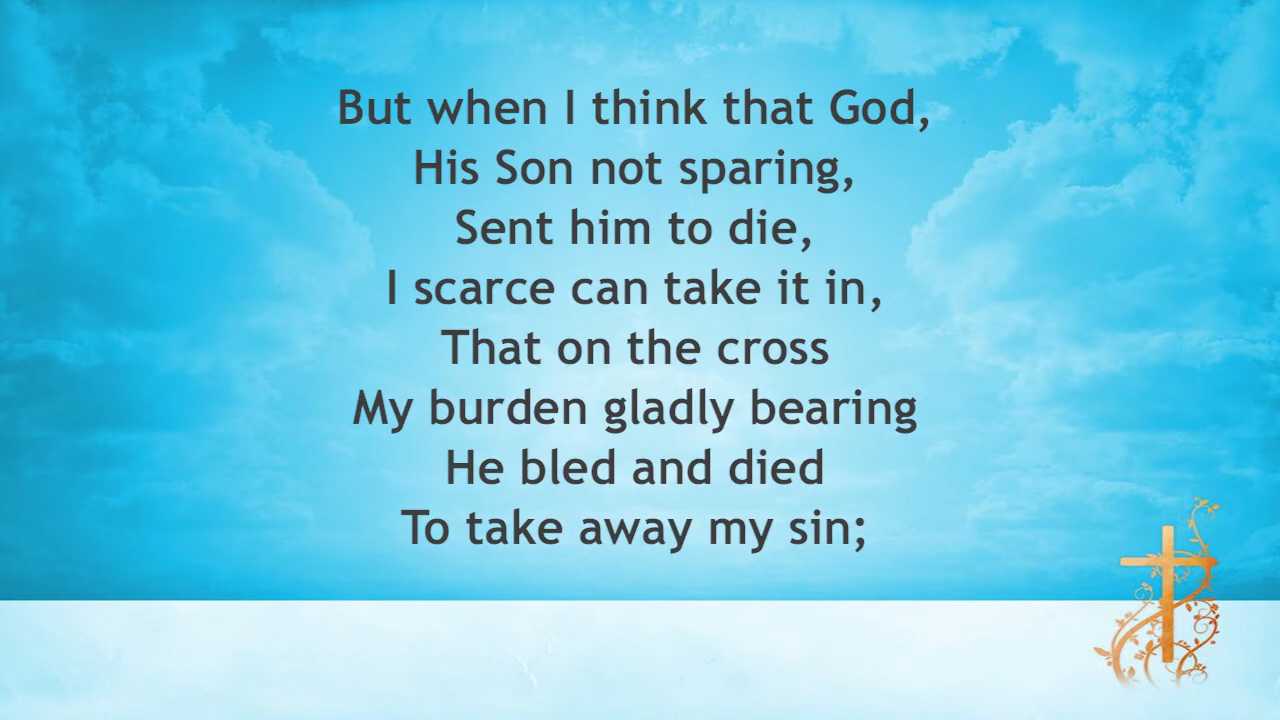 But when I think that God,
His Son not sparing,
Sent him to die,
I scarce can take it in,
That on the cross
My burden gladly bearing
He bled and died
To take away my sin;